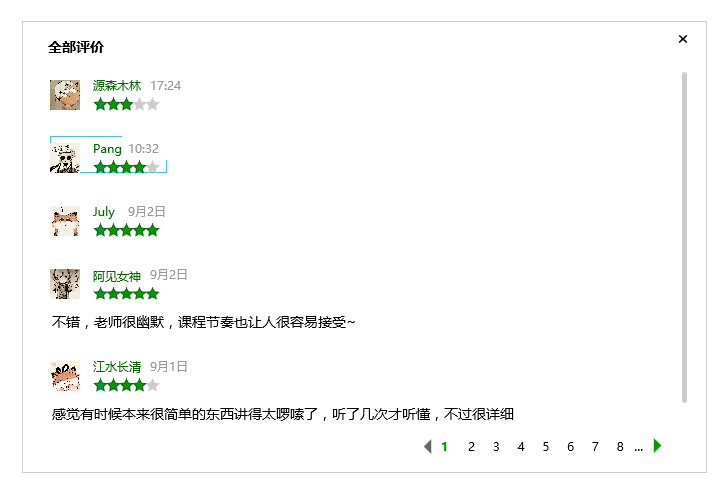 全部评价
×
源森木林 17:24
Pang 10:32
July 9月2日
阿见女神 9月2日
不错，老师很幽默，课程节奏也让人很容易接受~
江水长清 9月1日
感觉有时候本来很简单的东西讲得太啰嗦了，听了几次才听懂，不过很详细
1 2 3 4 5 6 7 8 ...